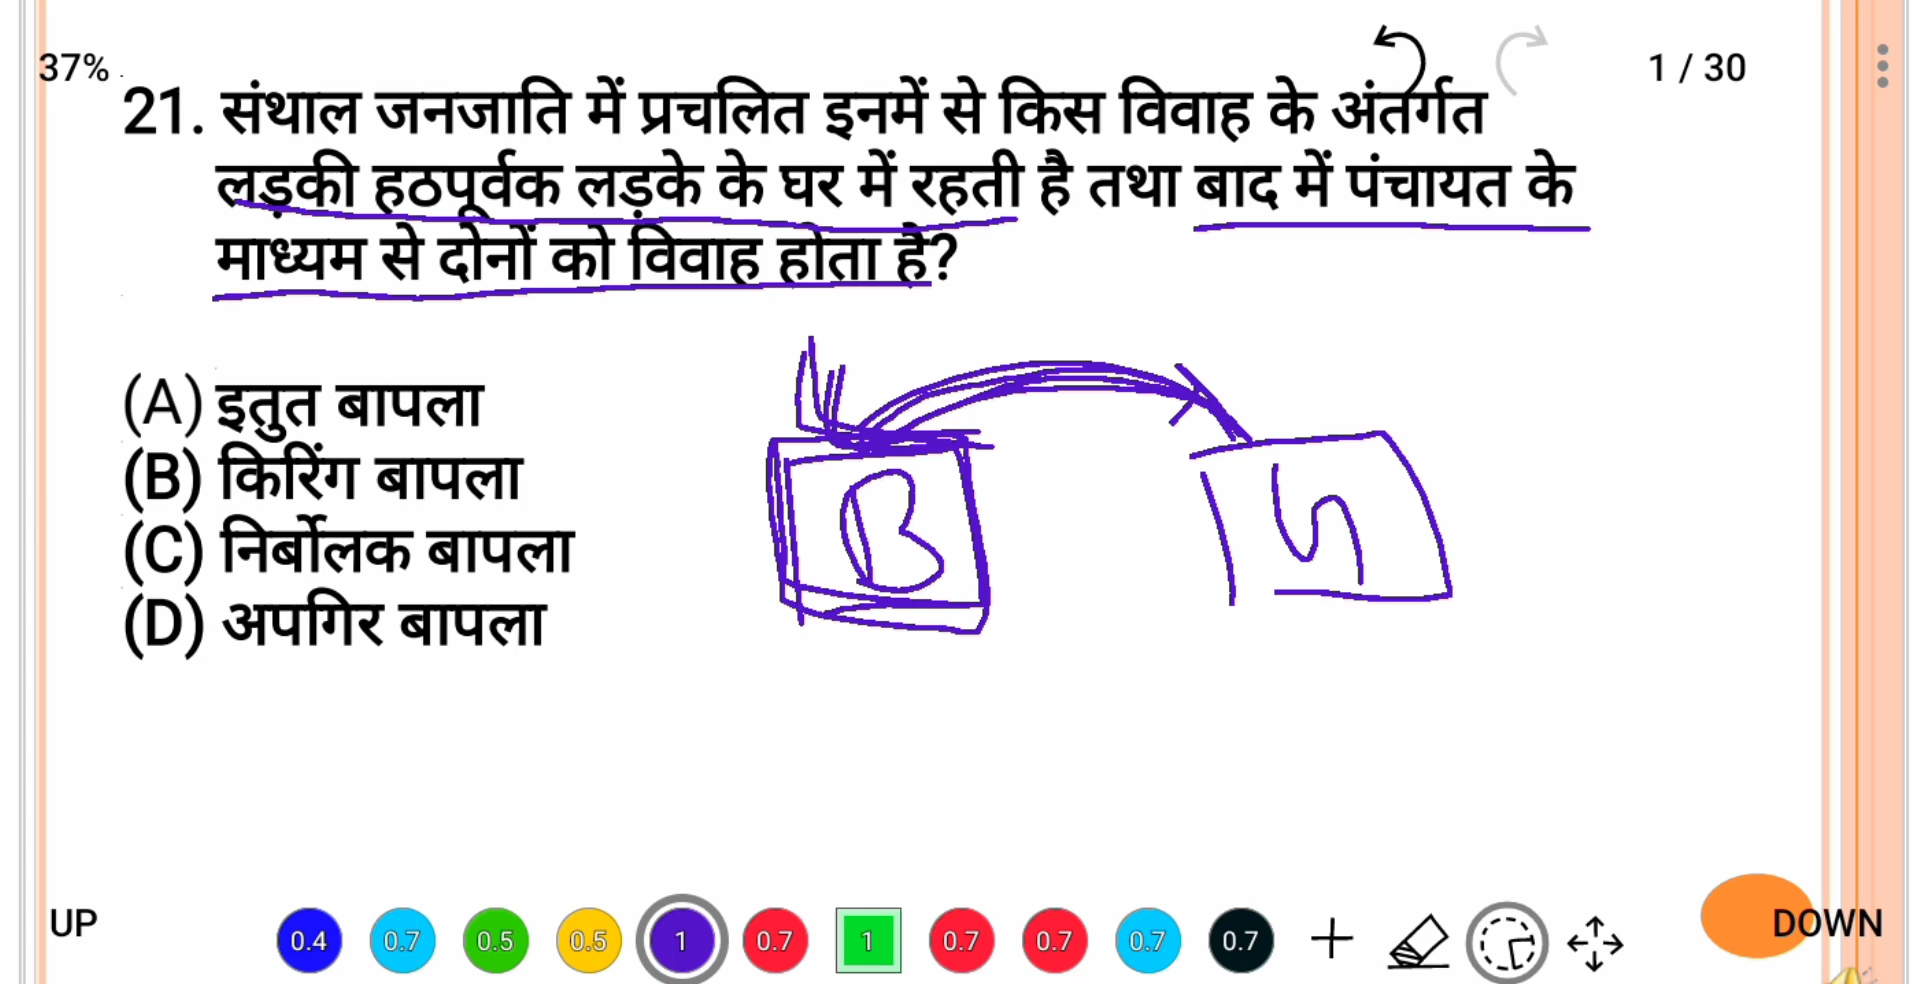 37%
1 / 30
21. संथाल जनजाति में प्रचलित इनमें से किस विवाह के अंतर्गत
लड़की हठपूर्वक लड़के के घर में रहती है तथा बाद में पंचायत के
माध्यम से दोनों को विवाह होता है?
(A) इतुत बापला
(B) किरिंग बापला
(C) निर्बोलक बापला
(D) अपगिर बापला
B
UP
0.4 0.7 0.5 0.5 1 0.7 1 0.7 0.7 0.7 0.7
DOWN